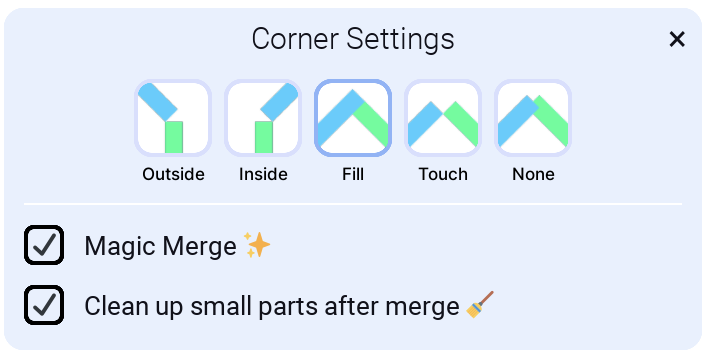 Corner Settings
Outside Inside Fill Touch None
Magic Merge ✨
Clean up small parts after merge 🧹